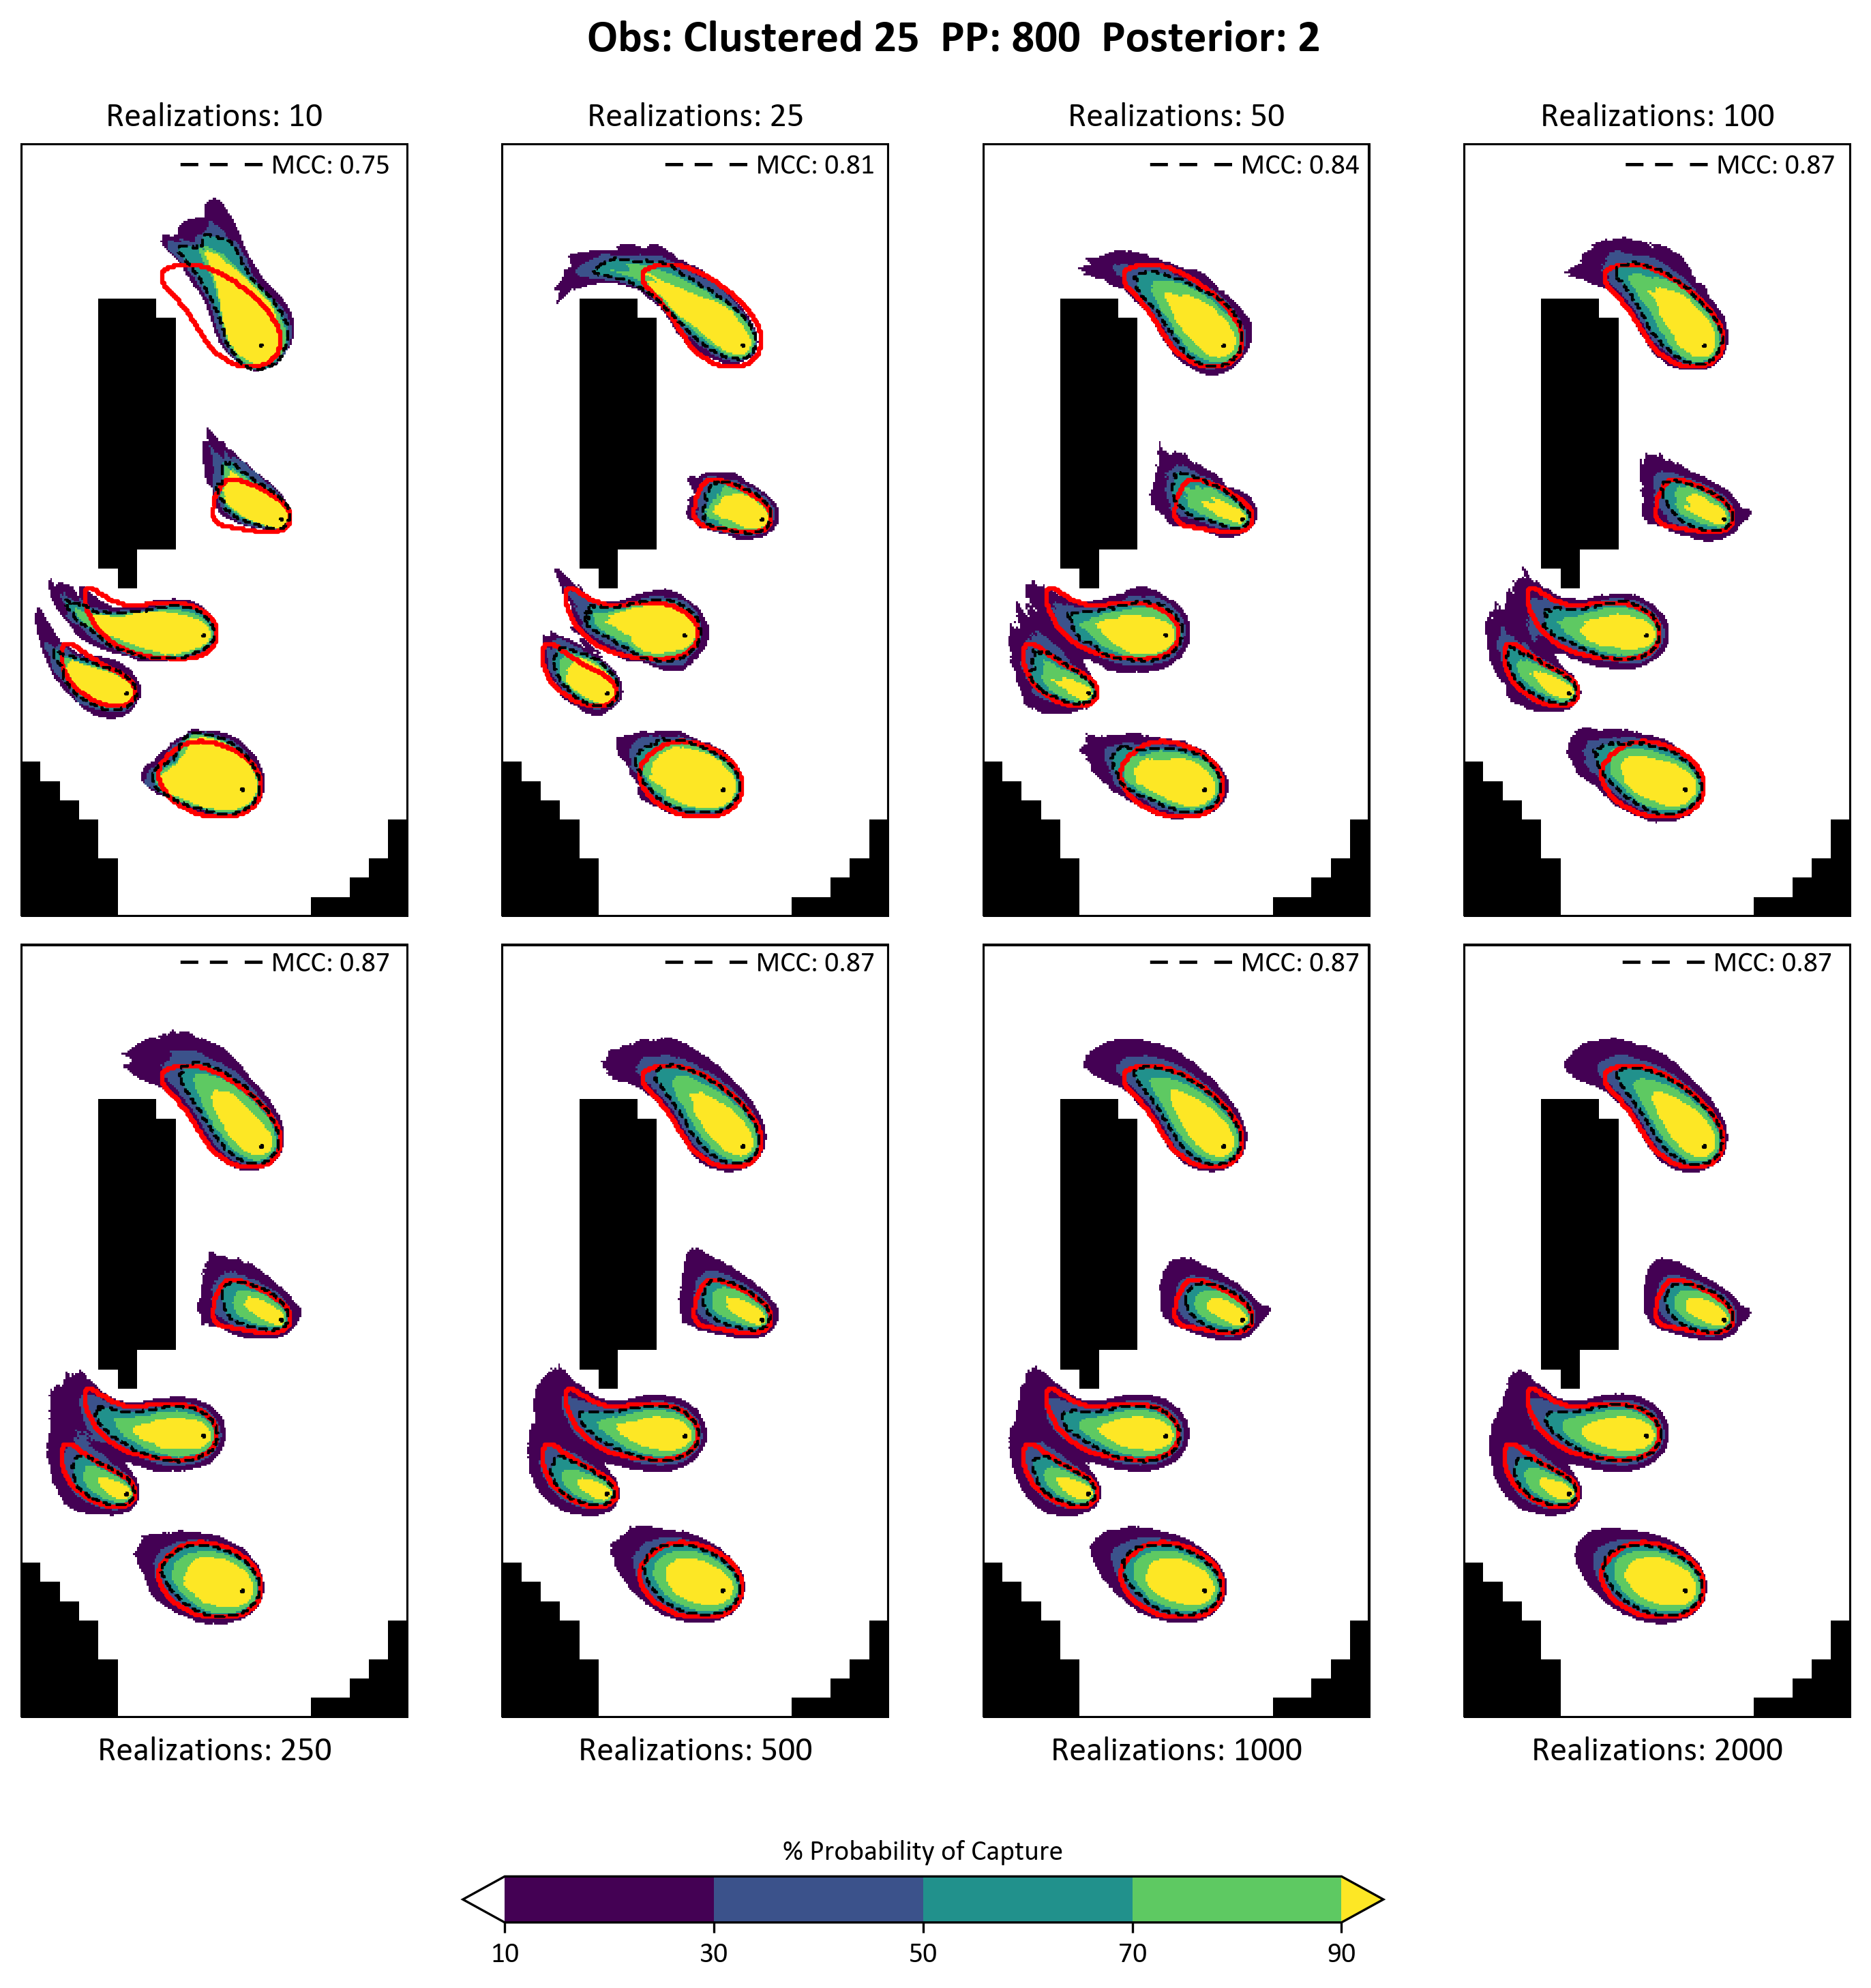 Obs: Clustered 25  PP: 800  Posterior: 2
Realizations: 10
Realizations: 25
Realizations: 50
Realizations: 100
MCC: 0.75
MCC: 0.81
MCC: 0.84
MCC: 0.87
MCC: 0.87
MCC: 0.87
MCC: 0.87
MCC: 0.87
Realizations: 250
Realizations: 500
Realizations: 1000
Realizations: 2000
% Probability of Capture
10 30 50 70 90